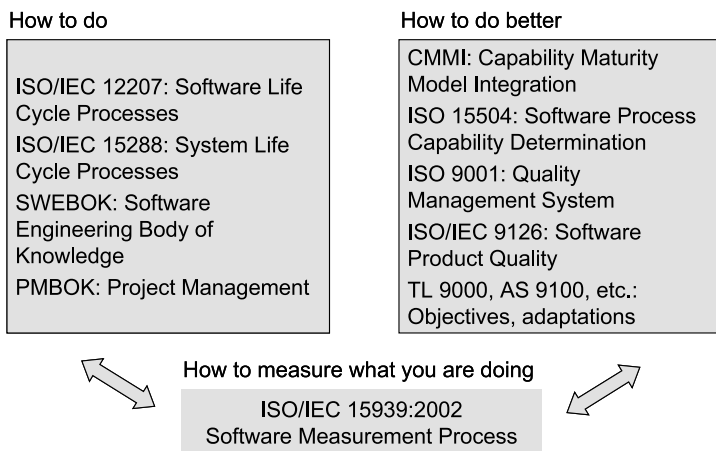 How to do
ISO/IEC 12207: Software Life
Cycle Processes
ISO/IEC 15288: System Life
Cycle Processes
SWEBOK: Software
Engineering Body of
Knowledge
PMBOK: Project Management
How to do better
CMMI: Capability Maturity
Model Integration
ISO 15504: Software Process
Capability Determination
ISO 9001: Quality
Management System
ISO/IEC 9126: Software
Product Quality
TL 9000, AS 9100, etc.:
Objectives, adaptations
How to measure what you are doing
ISO/IEC 15939:2002
Software Measurement Process